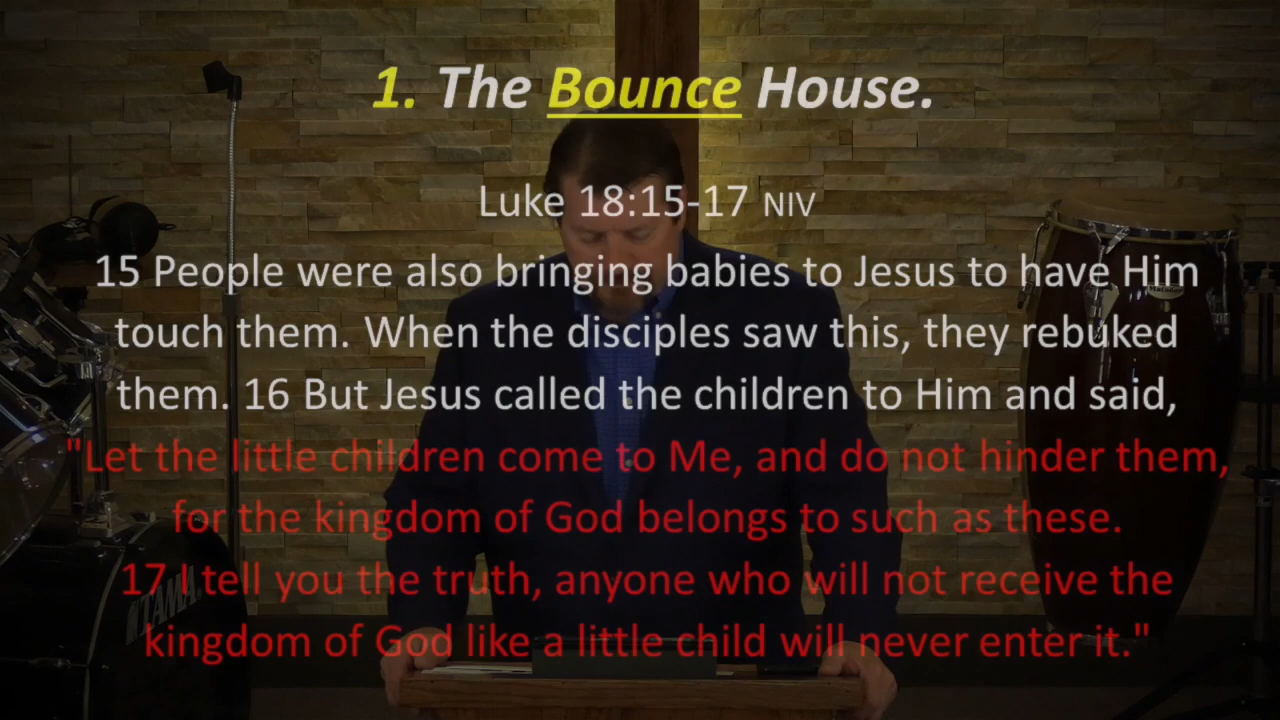 1. The Bounce House.
Luke 18:15-17 NIV
15 People were also bringing babies to Jesus to have Him
touch them. When the disciples saw this, they rebuked
them. 16 But Jesus called the children to Him and said,
"Let the little children come to Me, and do not hinder them,
for the kingdom of God belongs to such as these.
17 I tell you the truth, anyone who will not receive the
kingdom of God like a little child will never enter it."
TAMA